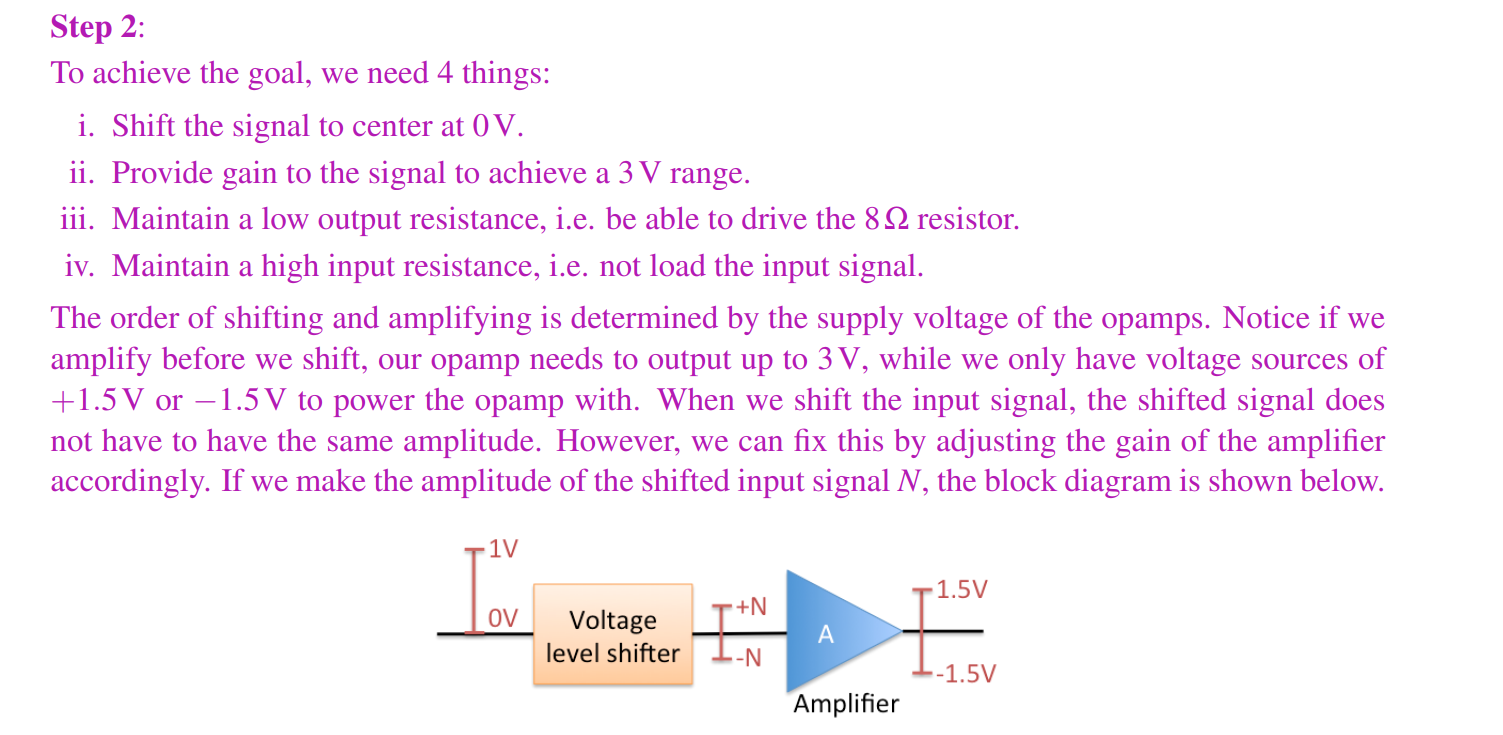 Step 2:
To achieve the goal, we need 4 things:
i. Shift the signal to center at 0 V.
ii. Provide gain to the signal to achieve a 3 V range.
iii. Maintain a low output resistance, i.e. be able to drive the 8 Ω resistor.
iv. Maintain a high input resistance, i.e. not load the input signal.
The order of shifting and amplifying is determined by the supply voltage of the opamps. Notice if we
amplify before we shift, our opamp needs to output up to 3 V, while we only have voltage sources of
+1.5 V or −1.5 V to power the opamp with. When we shift the input signal, the shifted signal does
not have to have the same amplitude. However, we can fix this by adjusting the gain of the amplifier
accordingly. If we make the amplitude of the shifted input signal N, the block diagram is shown below.
1V
0V
Voltage
level shifter
+N
-N
A
Amplifier
1.5V
-1.5V